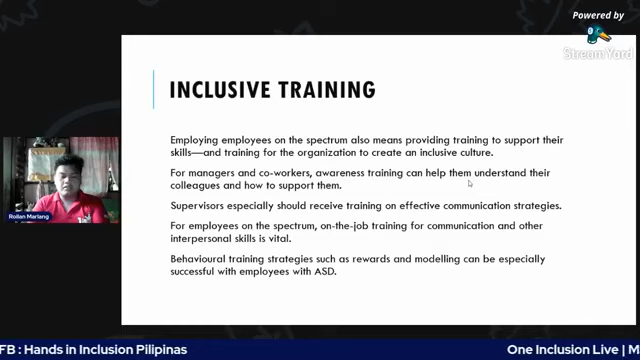 Powered by
StreamYard
INCLUSIVE TRAINING
Employing employees on the spectrum also means providing training to support their
skills—and training for the organization to create an inclusive culture.
For managers and co-workers, awareness training can help them understand their
colleagues and how to support them.
Supervisors especially should receive training on effective communication strategies.
For employees on the spectrum, on-the-job training for communication and other
interpersonal skills is vital.
Behavioural training strategies such as rewards and modelling can be especially
successful with employees with ASD.
Rollan Marlang
FB : Hands in Inclusion Pilipinas
One Inclusion Live | M